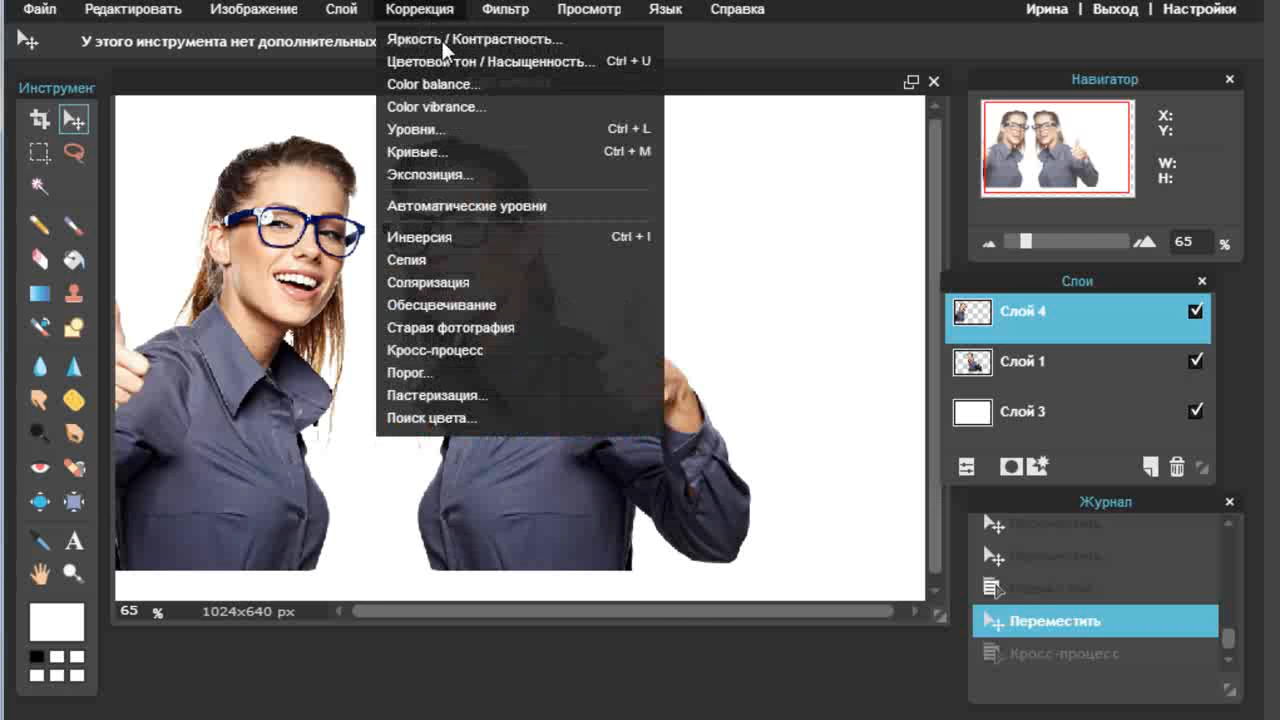 Файл Редактировать Изображение Слой Коррекция Фильтр Просмотр Язык Справка Ирина | Выход | Настройки
У этого инструмента нет дополнительных
Инструмент
Яркость / Контрастность...
Цветовой тон / Насыщенность... Ctrl + U
Color balance...
Color vibrance...
Уровни... Ctrl + L
Кривые... Ctrl + M
Экспозиция...
Автоматические уровни
Инверсия Ctrl + I
Сепия
Соляризация
Обесцвечивание
Старая фотография
Кросс-процесс
Порог...
Пастеризация...
Поиск цвета...
65 % 1024x640 px
Навигатор
X:
Y:
W:
H:
65 %
Слои
Слой 4
Слой 1
Слой 3
Журнал
Переместить
Переместить
Переместить
Кросс-процесс